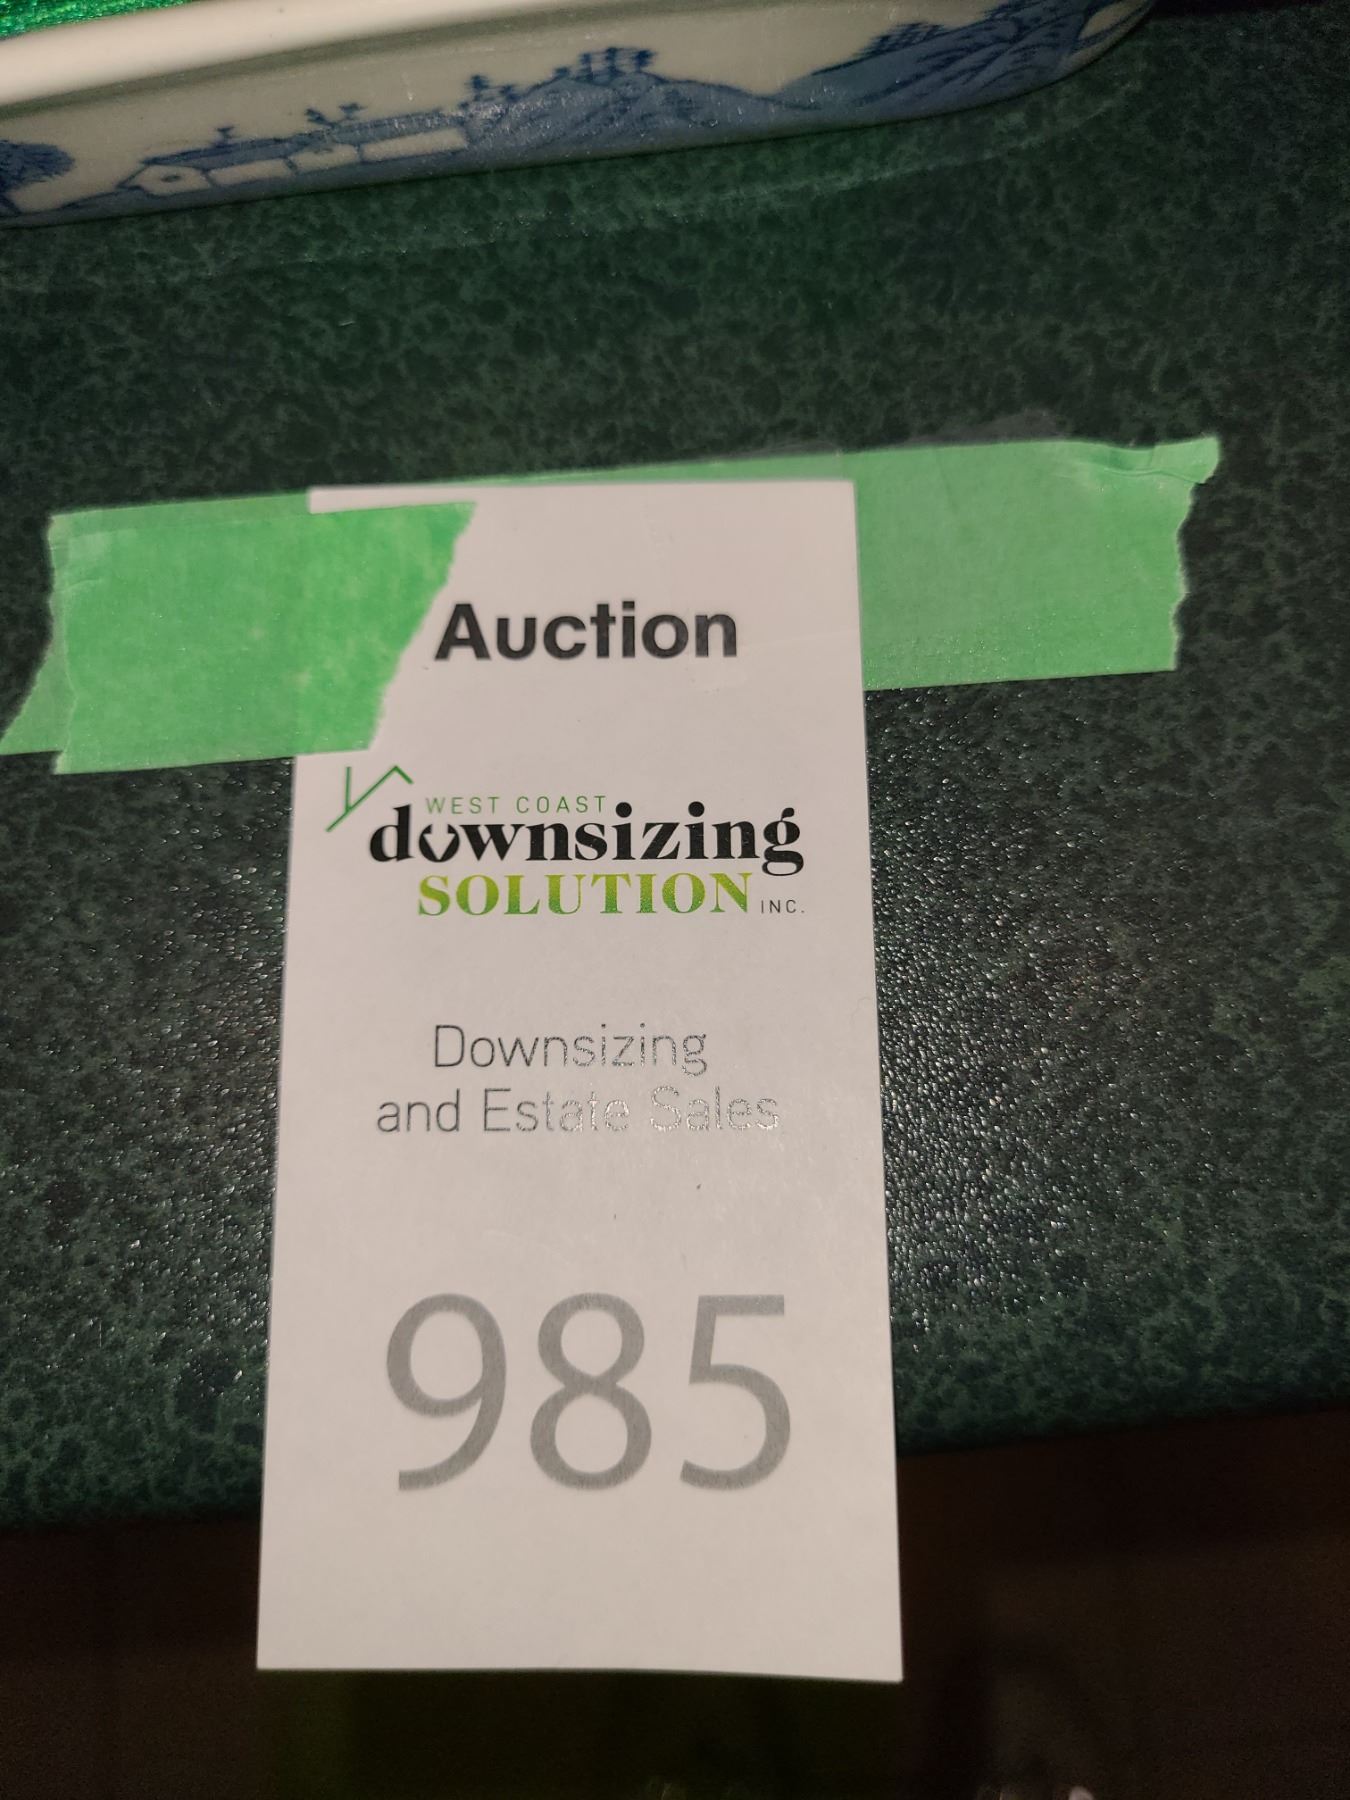 Auction
WEST COAST
downsizing
SOLUTION INC.
Downsizing
and Estate Sales
985